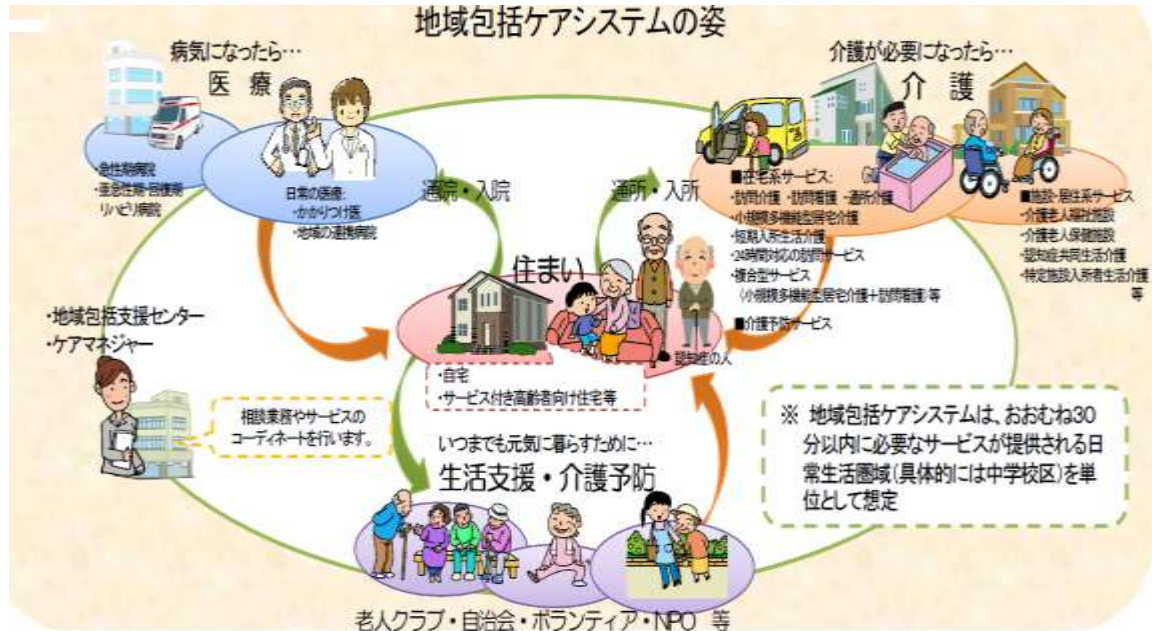 地域包括ケアシステムの姿
病気になったら…
医 療
・急性期病院
・亜急性期・回復期
リハビリ病院
日常の医療:
・かかりつけ医
・地域の連携病院
通院・入院
通所・入所
介護が必要になったら…
介 護
■在宅系サービス:
・訪問介護 ・訪問看護 ・通所介護
・小規模多機能型居宅介護
・短期入所生活介護
・24時間対応の訪問サービス
・複合型サービス
(小規模多機能型居宅介護+訪問看護)等
■介護予防サービス
■施設・居住系サービス
・介護老人福祉施設
・介護老人保健施設
・認知症共同生活介護
・特定施設入所者生活介護
等
住まい
認知症の人
・自宅
・サービス付き高齢者向け住宅等
・地域包括支援センター
・ケアマネジャー
相談業務やサービスの
コーディネートを行います。
いつまでも元気に暮らすために…
生活支援・介護予防
老人クラブ・自治会・ボランティア・NPO 等
※ 地域包括ケアシステムは、おおむね30
分以内に必要なサービスが提供される日
常生活圏域(具体的には中学校区)を単
位として想定